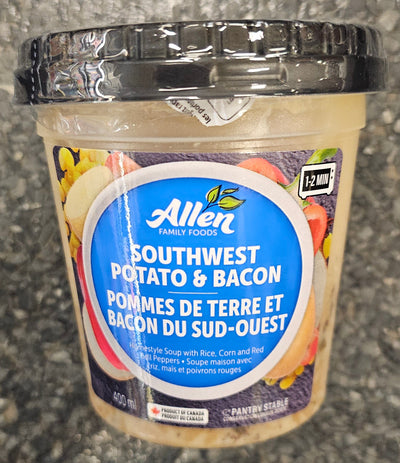 1-2 MIN
Allen
FAMILY FOODS
SOUTHWEST
POTATO & BACON
POMMES DE TERRE ET
BACON DU SUD-OUEST
Soup with Rice, Corn and Red
Peppers • Soupe maison avec
riz, maïs et poivrons rouges
400 m
PRODUCT OF CANADA
PRODUIT DU CANADA
PANTRY STABLE